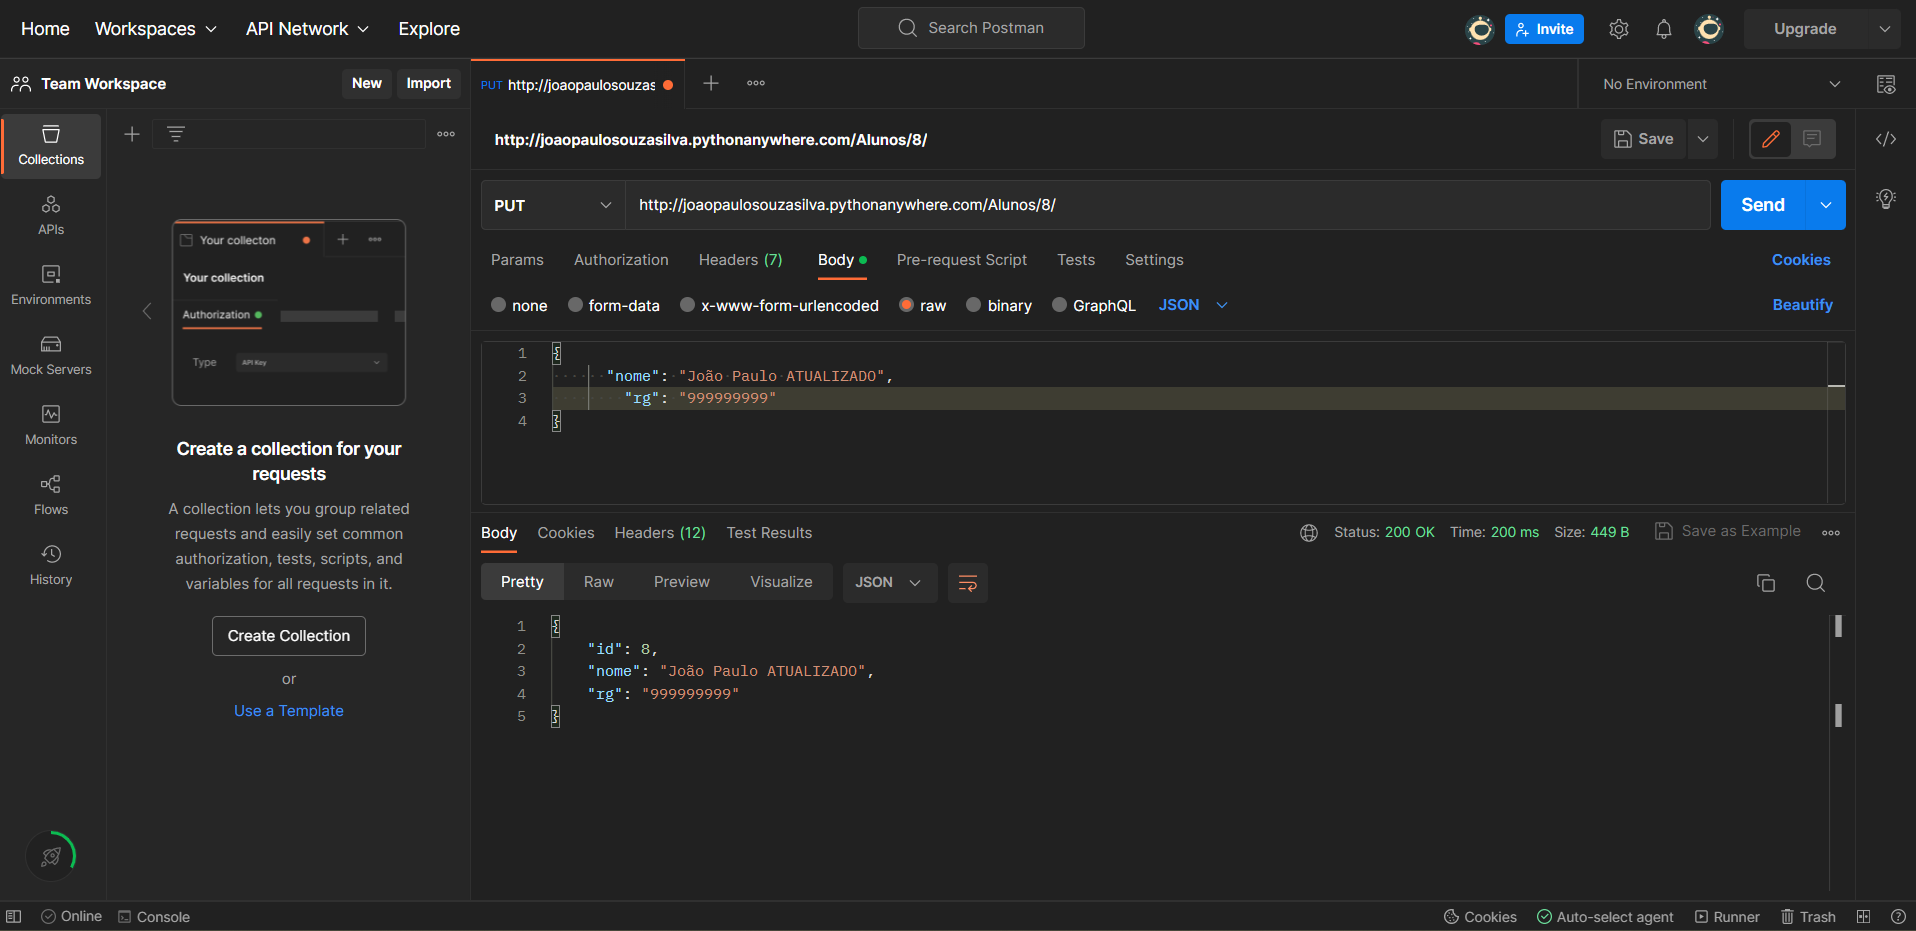 Home Workspaces API Network Explore Search Postman Invite Upgrade
Team Workspace New Import PUT http://joaopaulosouzas No Environment
http://joaopaulosouzasilva.pythonanywhere.com/Alunos/8/ Save
Collections
APIs
Environments
Mock Servers
Monitors
Flows
History
Your collecton
Your collection
Authorization
Type API Key
Create a collection for your
requests
A collection lets you group related
requests and easily set common
authorization, tests, scripts, and
variables for all requests in it.
Create Collection
or
Use a Template
PUT http://joaopaulosouzasilva.pythonanywhere.com/Alunos/8/ Send
Params Authorization Headers (7) Body Pre-request Script Tests Settings Cookies
none form-data x-www-form-urlencoded raw binary GraphQL JSON Beautify
1 {
2 "nome": "João Paulo ATUALIZADO",
3 "rg": "999999999"
4 }
Body Cookies Headers (12) Test Results Status: 200 OK Time: 200 ms Size: 449 B Save as Example
Pretty Raw Preview Visualize JSON
1 {
2 "id": 8,
3 "nome": "João Paulo ATUALIZADO",
4 "rg": "999999999"
5 }
Online Console Cookies Auto-select agent Runner Trash